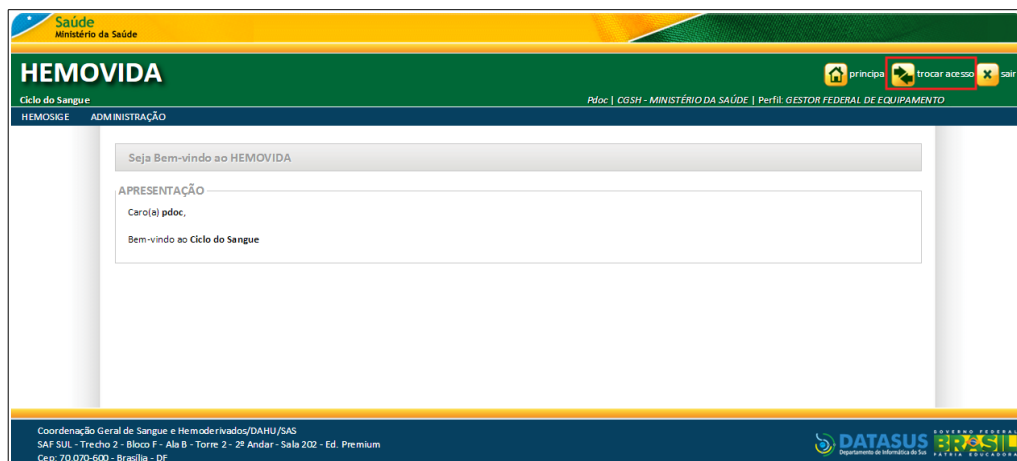 Saúde
Ministério da Saúde
HEMOVIDA
principa trocar acesso sair
Ciclo do Sangue
Pdoc | CGSH - MINISTÉRIO DA SAÚDE | Perfil: GESTOR FEDERAL DE EQUIPAMENTO
HEMOSIGE ADMINISTRAÇÃO
Seja Bem-vindo ao HEMOVIDA
APRESENTAÇÃO
Caro(a) pdoc,
Bem-vindo ao Ciclo do Sangue
Coordenação Geral de Sangue e Hemoderivados/DAHU/SAS
SAF SUL - Trecho 2 - Bloco F - Ala B - Torre 2 - 2º Andar - Sala 202 - Ed. Premium
Cep: 70.070-600 - Brasília - DF
DATASUS
Departamento de Informática do Sus
GOVERNO FEDERAL
BRASIL
PÁTRIA EDUCADORA